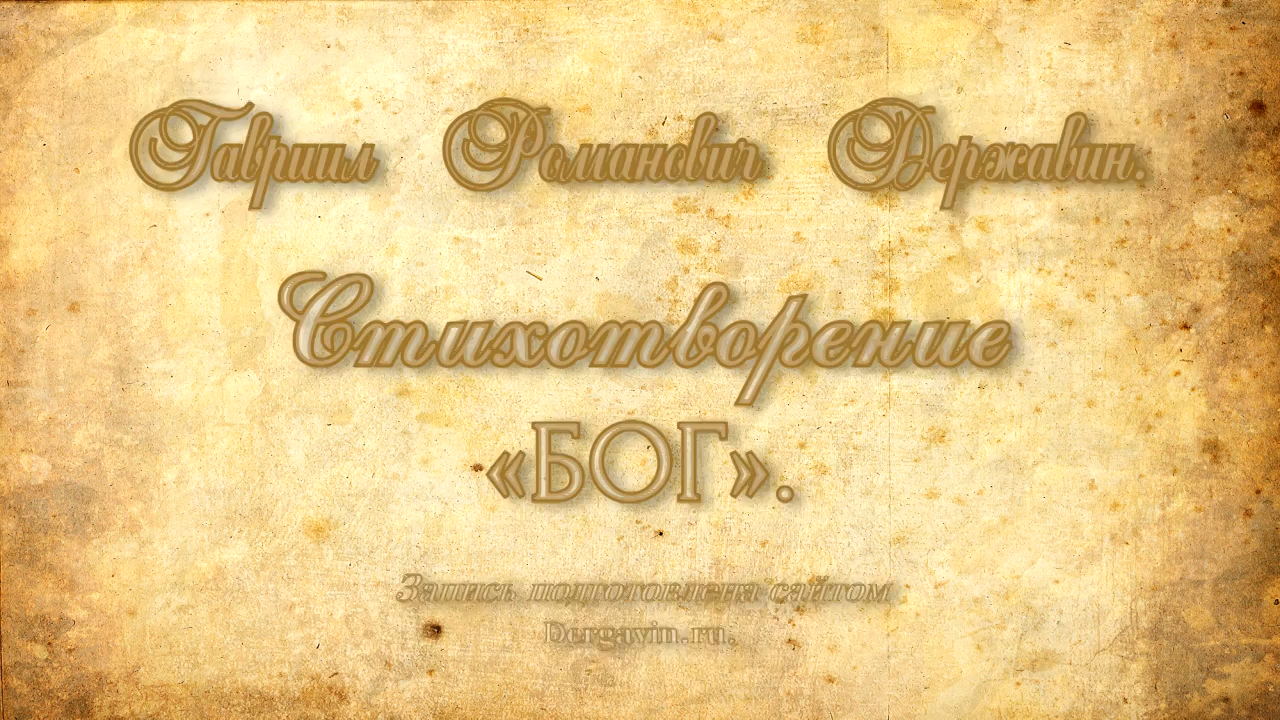 Гавриил Романович Державин.
Стихотворение
«БОГ».
Запись подготовлена сайтом
Dergavin.ru.